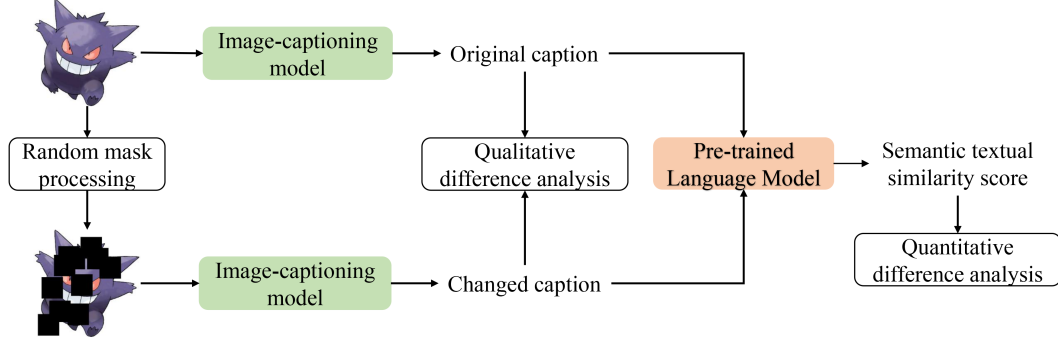 Image-captioning
model
Original caption
Random mask
processing
Qualitative
difference analysis
Pre-trained
Language Model
Semantic textual
similarity score
Image-captioning
model
Changed caption
Quantitative
difference analysis